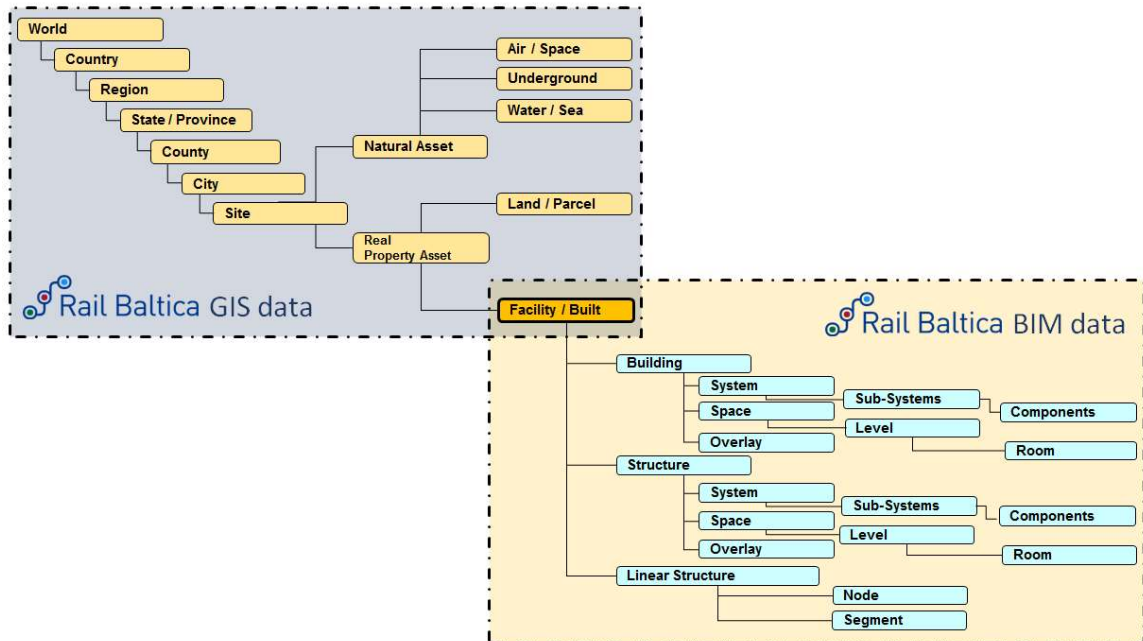 World
Country
Region
State / Province
County
City
Site
Natural Asset
Air / Space
Underground
Water / Sea
Real
Property Asset
Land / Parcel
Facility / Built
Rail Baltica GIS data
Rail Baltica BIM data
Building
System
Sub-Systems
Components
Space
Level
Room
Overlay
Structure
System
Sub-Systems
Components
Space
Level
Room
Overlay
Linear Structure
Node
Segment